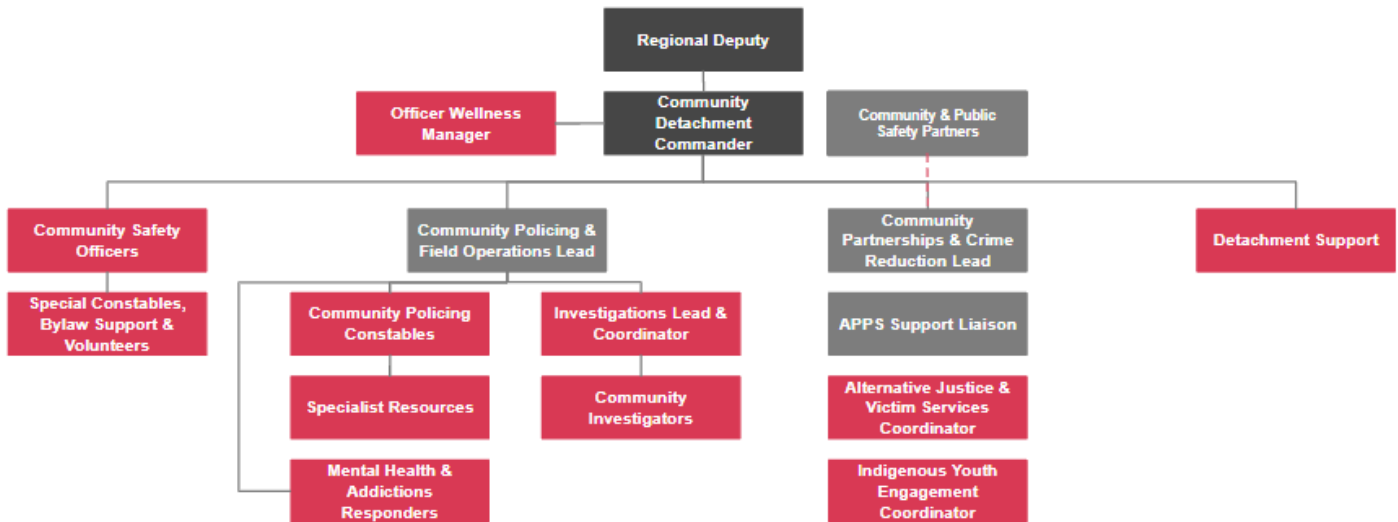 Regional Deputy
Officer Wellness
Manager
Community
Detachment
Commander
Community & Public
Safety Partners
Community Safety
Officers
Community Policing &
Field Operations Lead
Community
Partnerships & Crime
Reduction Lead
Detachment Support
Special Constables,
Bylaw Support &
Volunteers
Community Policing
Constables
Investigations Lead &
Coordinator
APPS Support Liaison
Specialist Resources
Community
Investigators
Alternative Justice &
Victim Services
Coordinator
Mental Health &
Addictions
Responders
Indigenous Youth
Engagement
Coordinator